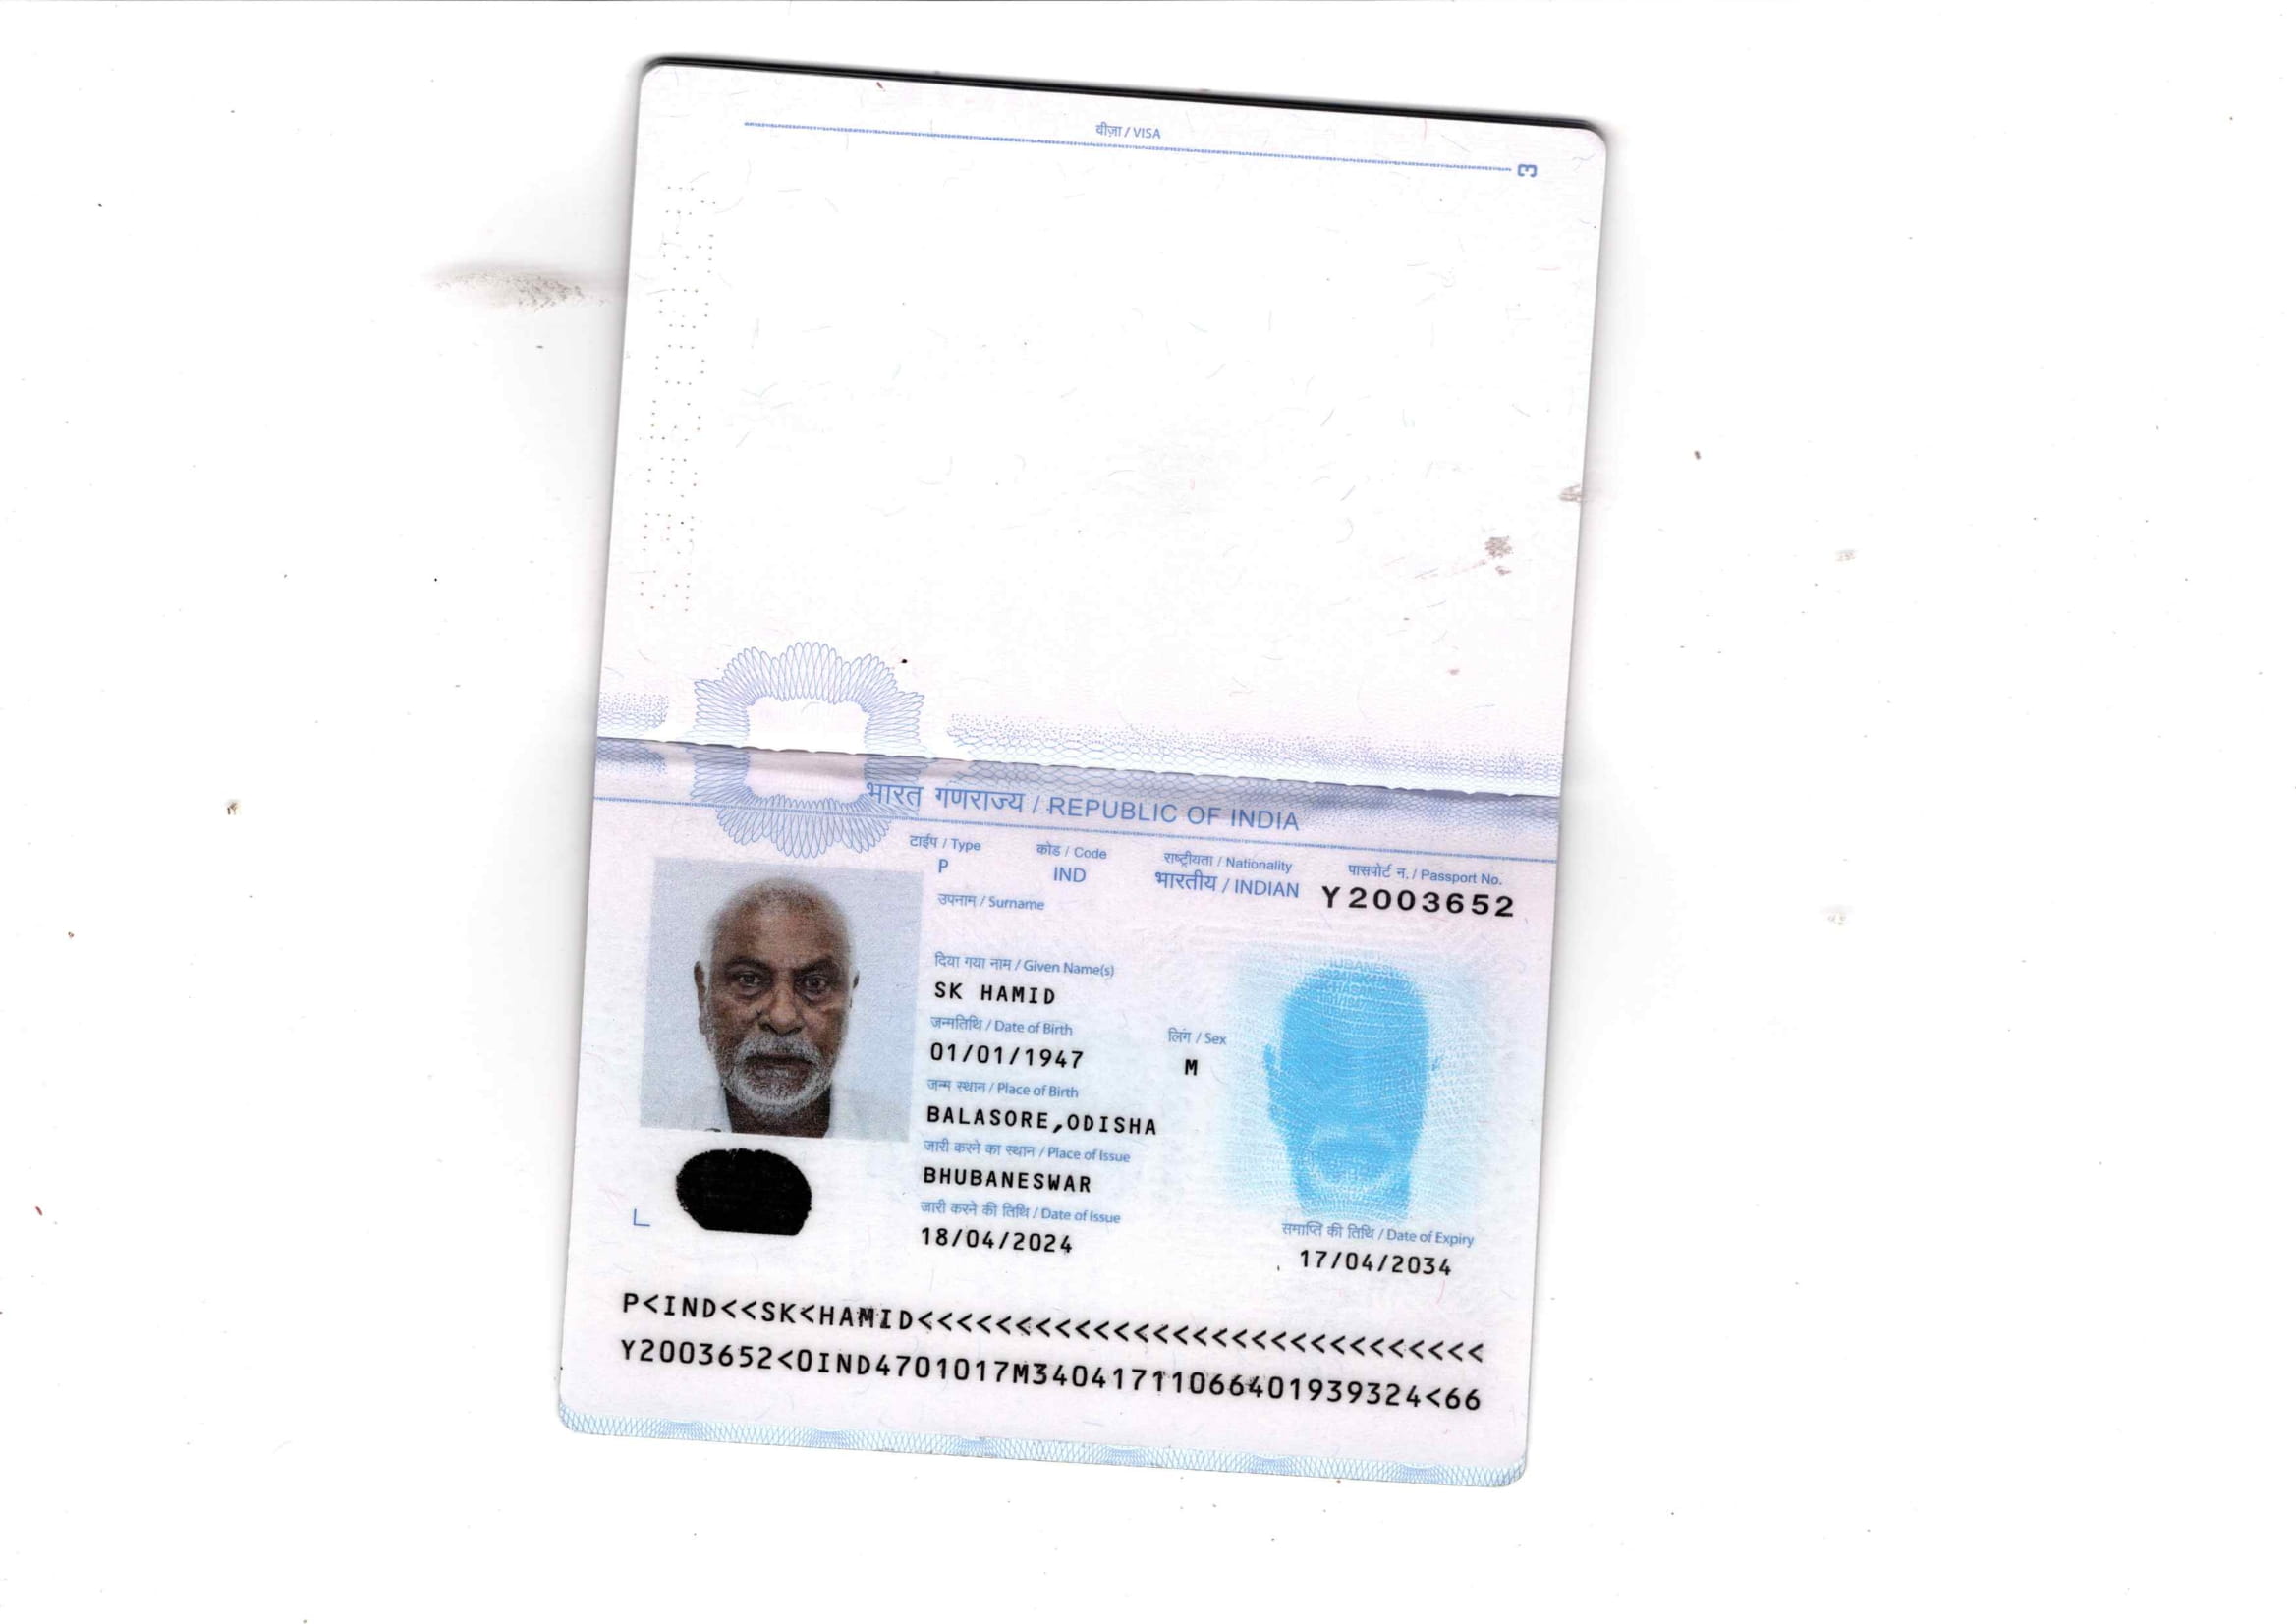 वीज़ा / VISA
3
भारत गणराज्य / REPUBLIC OF INDIA
टाईप / Type
P
कोड / Code
IND
राष्ट्रीयता / Nationality
भारतीय / INDIAN
पासपोर्ट न. / Passport No.
Y2003652
उपनाम / Surname
दिया गया नाम / Given Name(s)
SK HAMID
जन्मतिथि / Date of Birth
01/01/1947
लिंग / Sex
M
जन्म स्थान / Place of Birth
BALASORE,ODISHA
जारी करने का स्थान / Place of Issue
BHUBANESWAR
जारी करने की तिथि / Date of Issue
18/04/2024
समाप्ति की तिथि / Date of Expiry
17/04/2034
P<IND<<SK<HAMID<<<<<<<<<<<<<<<<<<<<<<<<<<<<<
Y2003652<0IND4701017M34041711066401939324<66